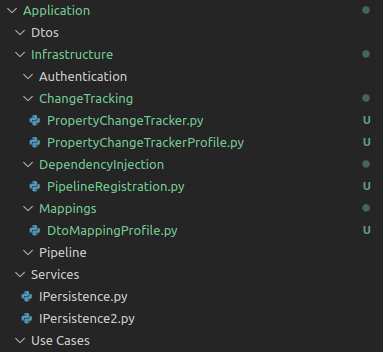 Application
Dtos
Infrastructure
Authentication
ChangeTracking
PropertyChangeTracker.py U
PropertyChangeTrackerProfile.py U
DependencyInjection
PipelineRegistration.py U
Mappings
DtoMappingProfile.py U
Pipeline
Services
IPersistence.py
IPersistence2.py
Use Cases